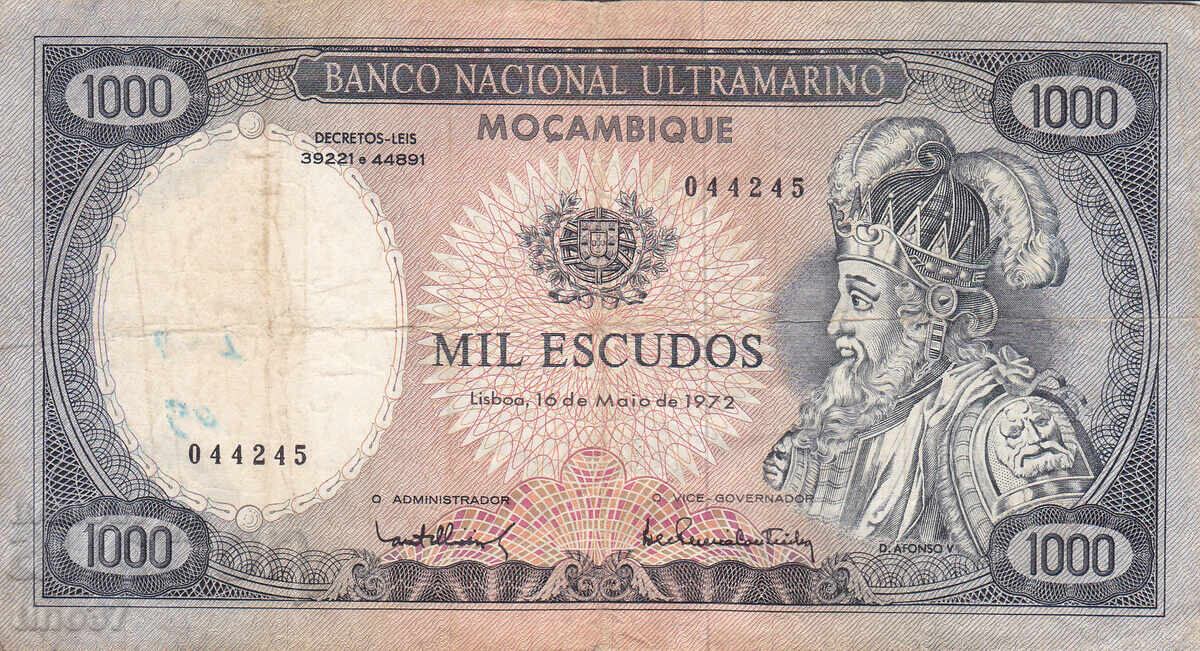 1000
BANCO NACIONAL ULTRAMARINO
1000
MOÇAMBIQUE
DECRETOS-LEIS
39221 e 44891
044245
MIL ESCUDOS
Lisboa, 16 de Maio de 1972
044245
O ADMINISTRADOR
O VICE-GOVERNADOR
D. AFONSO V
1000
1000